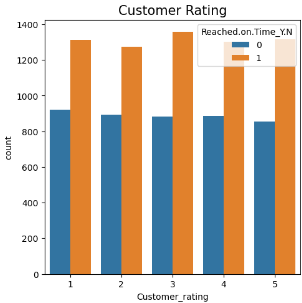 Customer Rating
Reached.on.Time_Y.N
0
1
1400
1200
1000
800
600
400
200
0
count
1 2 3 4 5
Customer_rating